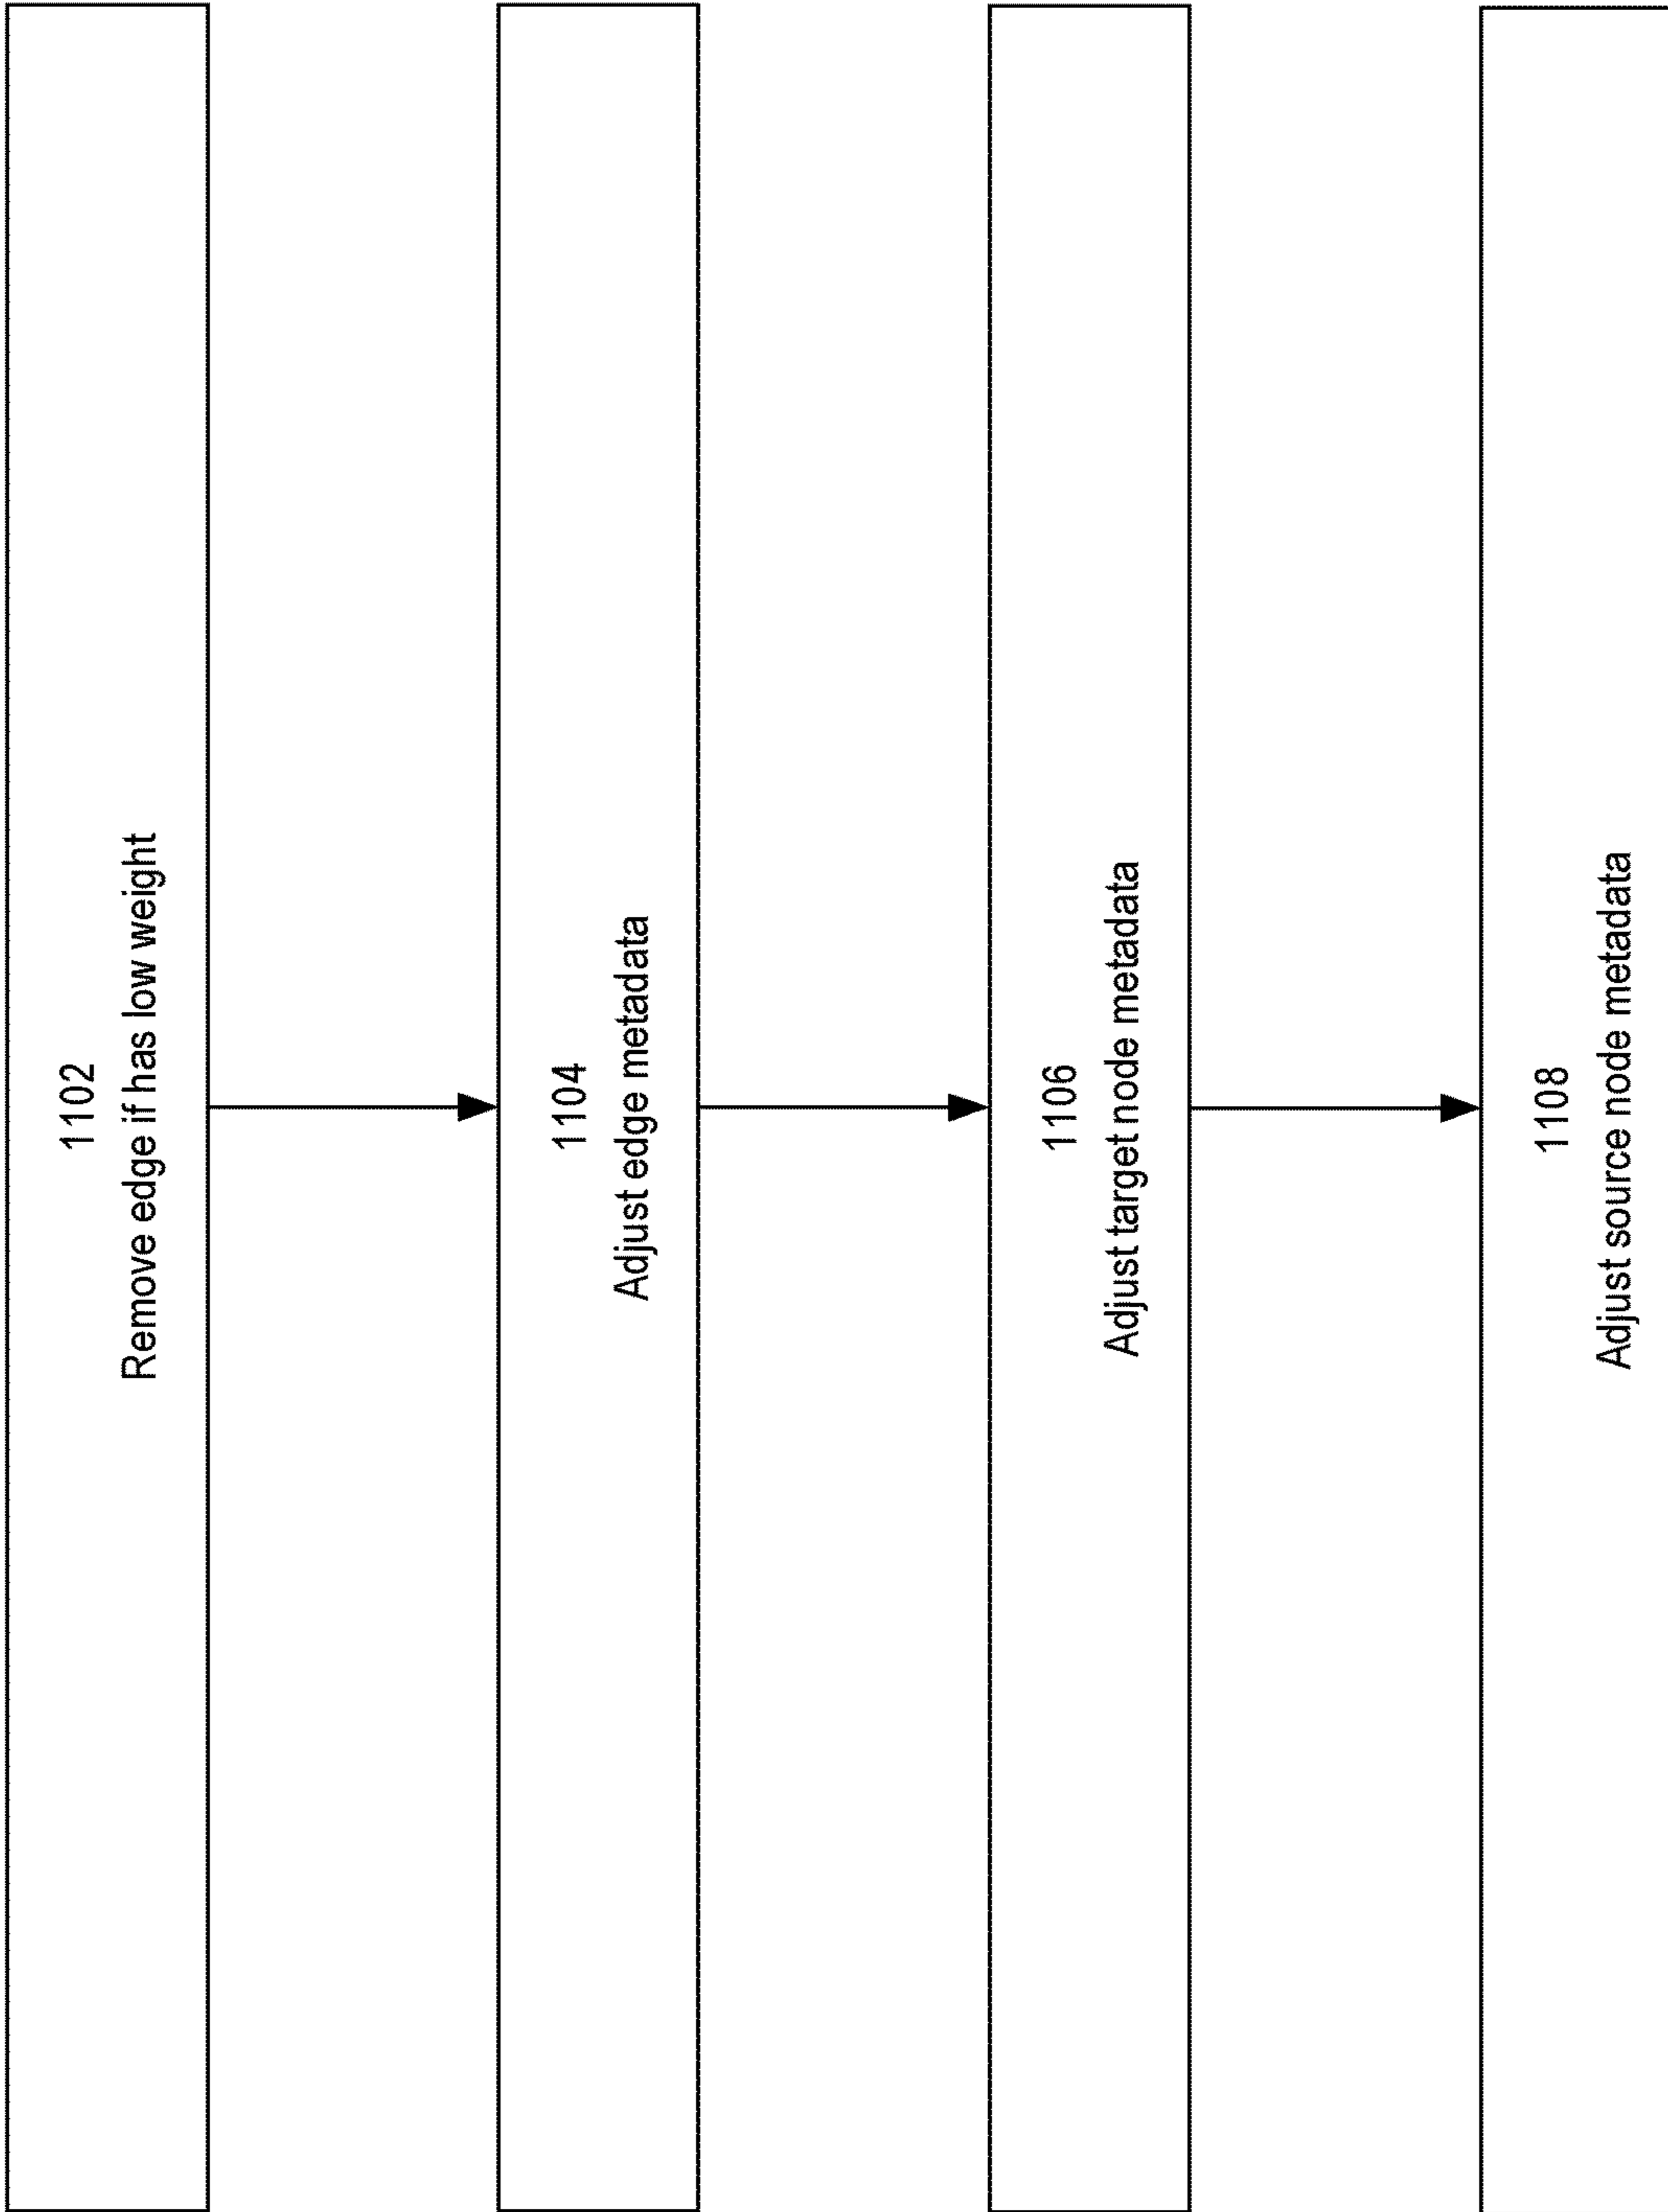 1102
Remove edge if has low weight
1104
Adjust edge metadata
1106
Adjust target node metadata
1108
Adjust source node metadata